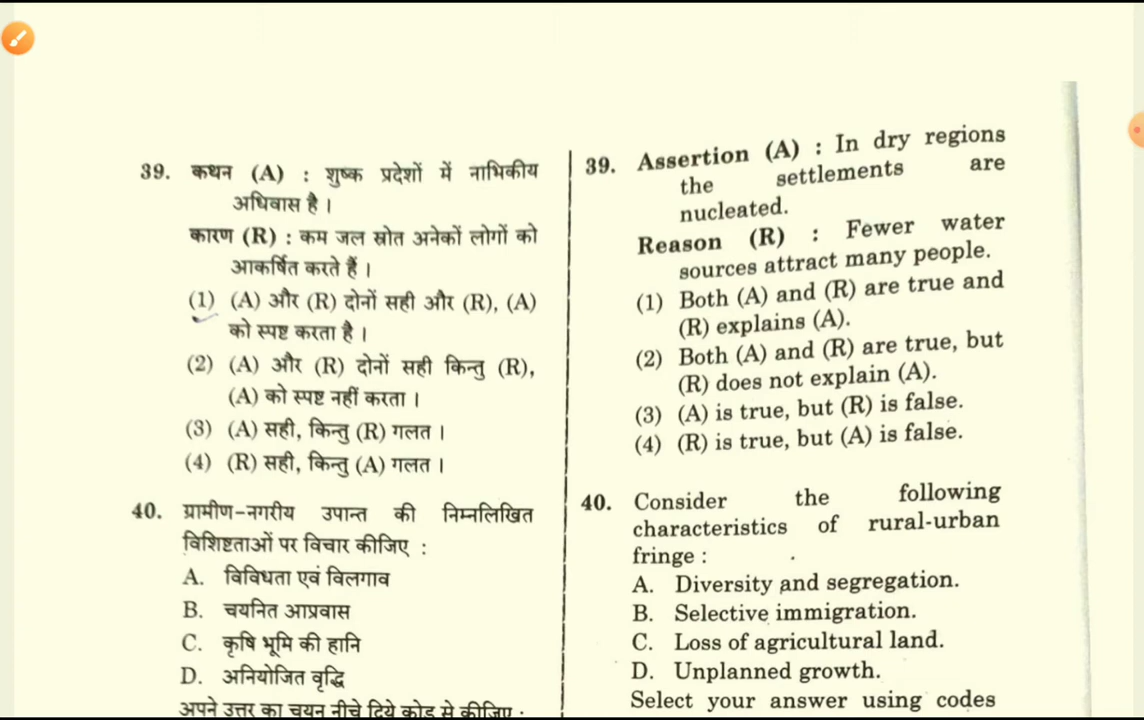 39. कथन (A) : शुष्क प्रदेशों में नाभिकीय
अधिवास है ।
कारण (R) : कम जल स्रोत अनेकों लोगों को
आकर्षित करते हैं ।
(1) (A) और (R) दोनों सही और (R), (A)
को स्पष्ट करता है ।
(2) (A) और (R) दोनों सही किन्तु (R),
(A) को स्पष्ट नहीं करता ।
(3) (A) सही, किन्तु (R) गलत ।
(4) (R) सही, किन्तु (A) गलत ।
40. ग्रामीण-नगरीय उपान्त की निम्नलिखित
विशिष्टताओं पर विचार कीजिए :
A. विविधता एवं विलगाव
B. चयनित आप्रवास
C. कृषि भूमि की हानि
D. अनियोजित वृद्धि
अपने उत्तर का चयन नीचे दिये कोड से कीजिए :
39. Assertion (A) : In dry regions
the settlements are
nucleated.
Reason (R) : Fewer water
sources attract many people.
(1) Both (A) and (R) are true and
(R) explains (A).
(2) Both (A) and (R) are true, but
(R) does not explain (A).
(3) (A) is true, but (R) is false.
(4) (R) is true, but (A) is false.
40. Consider the following
characteristics of rural-urban
fringe :
A. Diversity and segregation.
B. Selective immigration.
C. Loss of agricultural land.
D. Unplanned growth.
Select your answer using codes